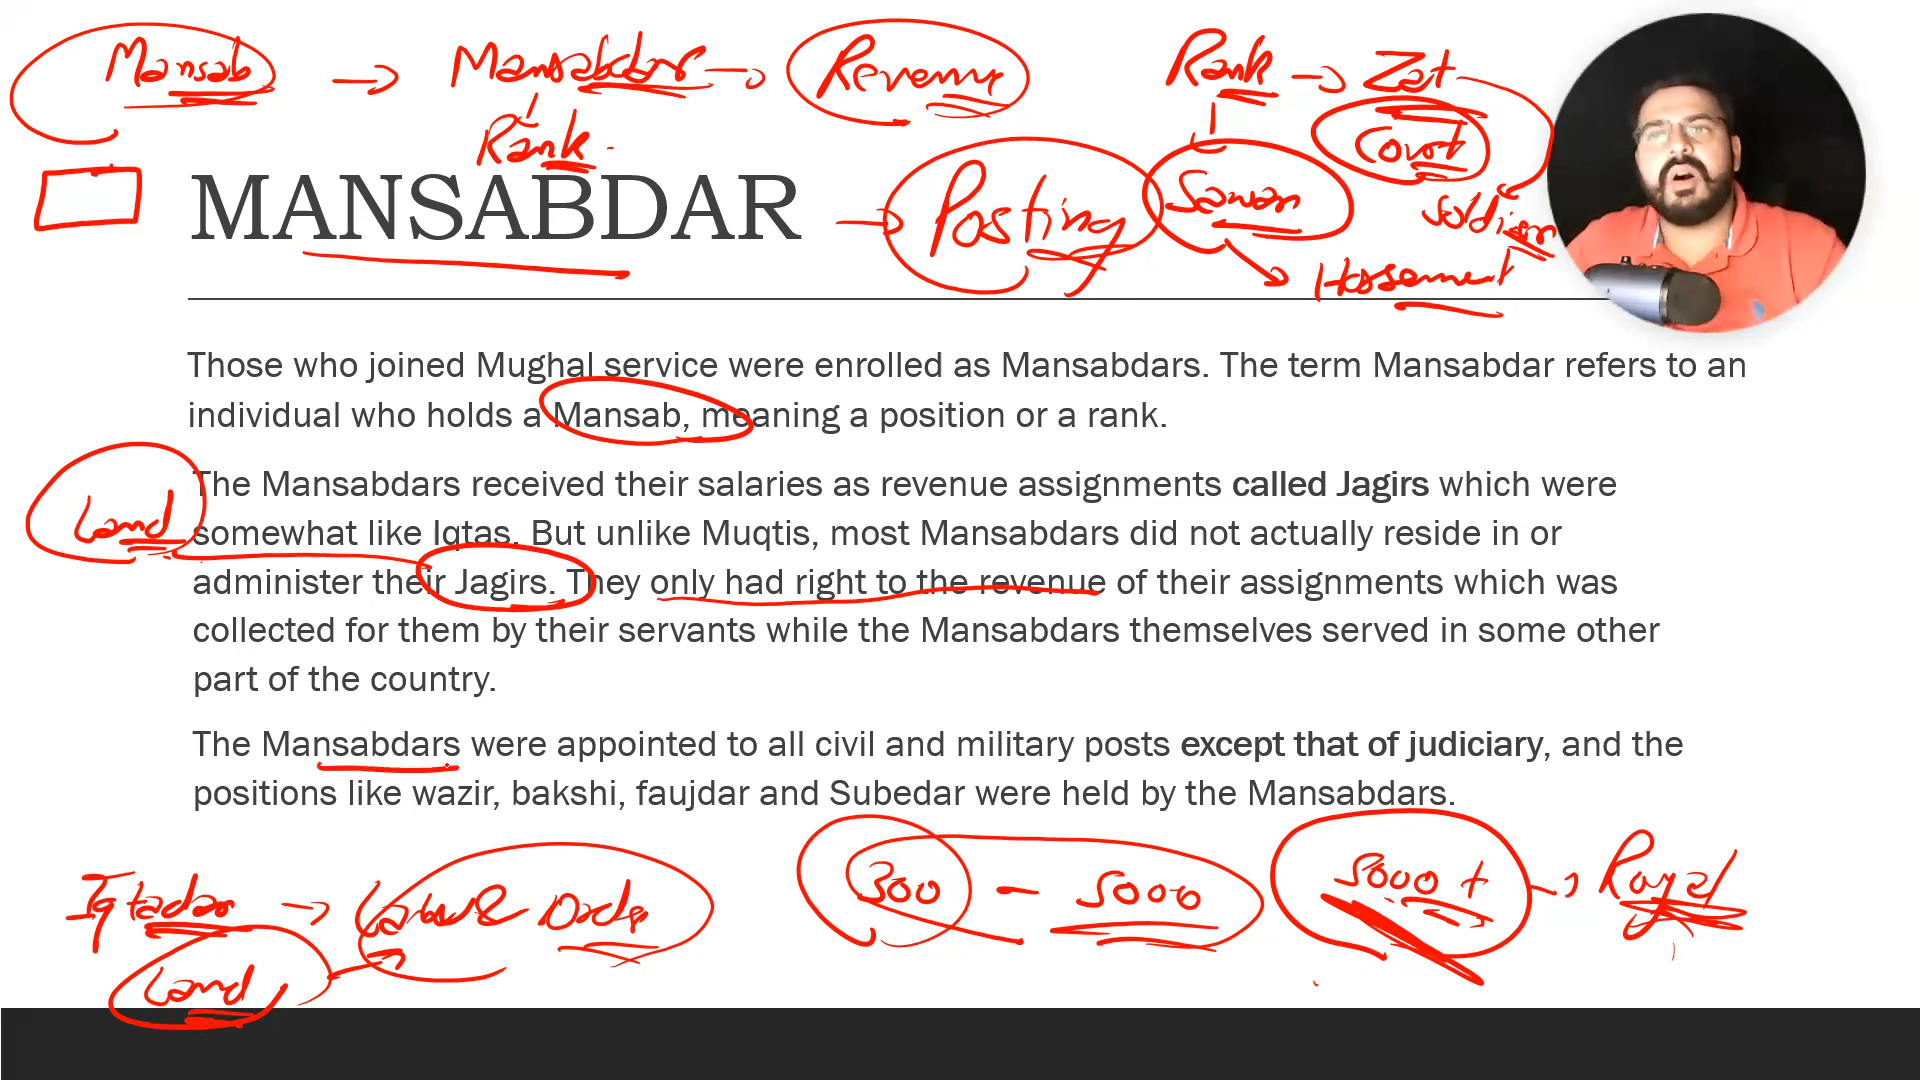 Mansab → Mansabdar → Revenue
Rank → Zat
Rank
Court
MANSABDAR → Posting
Sawar
Soldier
Land
Those who joined Mughal service were enrolled as Mansabdars. The term Mansabdar refers to an
individual who holds a Mansab, meaning a position or a rank.
The Mansabdars received their salaries as revenue assignments called Jagirs which were
somewhat like Iqtas. But unlike Muqtis, most Mansabdars did not actually reside in or
administer their Jagirs. They only had right to the revenue of their assignments which was
collected for them by their servants while the Mansabdars themselves served in some other
part of the country.
The Mansabdars were appointed to all civil and military posts except that of judiciary, and the
positions like wazir, bakshi, faujdar and Subedar were held by the Mansabdars.
Iqtadar → Law & Order
300 – 5000
5000 + → Royal
Land